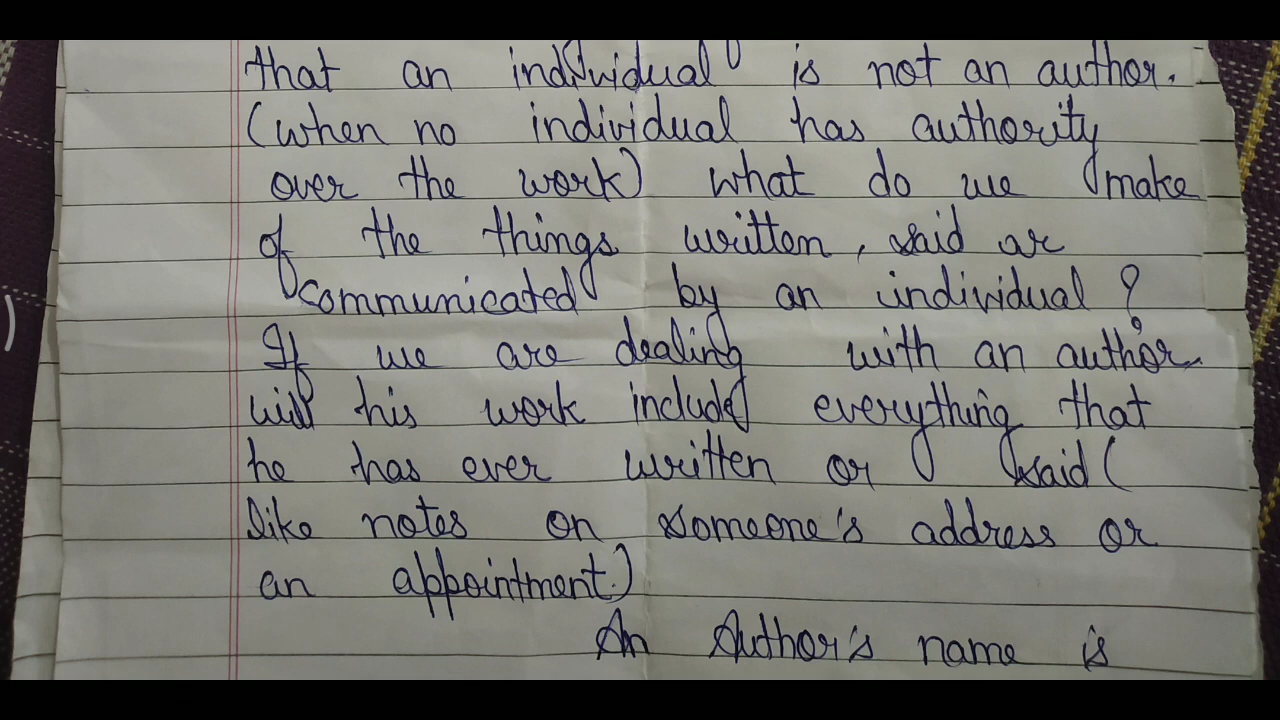 that an individual is not an author.
(when no individual has authority
over the work) what do we make
of the things written, said or
communicated by an individual?
If we are dealing with an author
will his work include everything that
he has ever written or said (
like notes on someone's address or
an appointment.)
An Author's name is